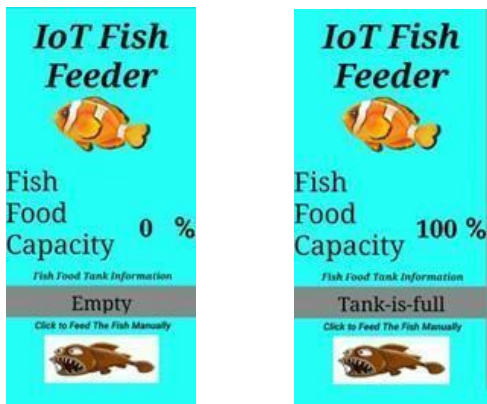 IoT Fish
Feeder
Fish
Food
Capacity 0 %
Fish Food Tank Information
Empty
Click to Feed The Fish Manually
IoT Fish
Feeder
Fish
Food
Capacity 100 %
Fish Food Tank Information
Tank-is-full
Click to Feed The Fish Manually